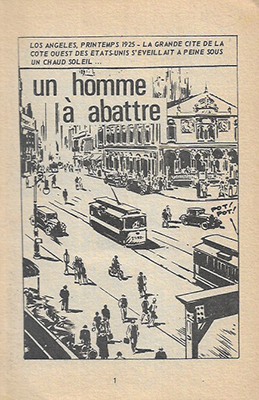 LOS ANGELES, PRINTEMPS 1925 - LA GRANDE CITE DE LA
COTE OUEST DES ETATS-UNIS S'EVEILLAIT A PEINE SOUS
UN CHAUD SOLEIL ...
un homme
à abattre
POT!
POT!
1